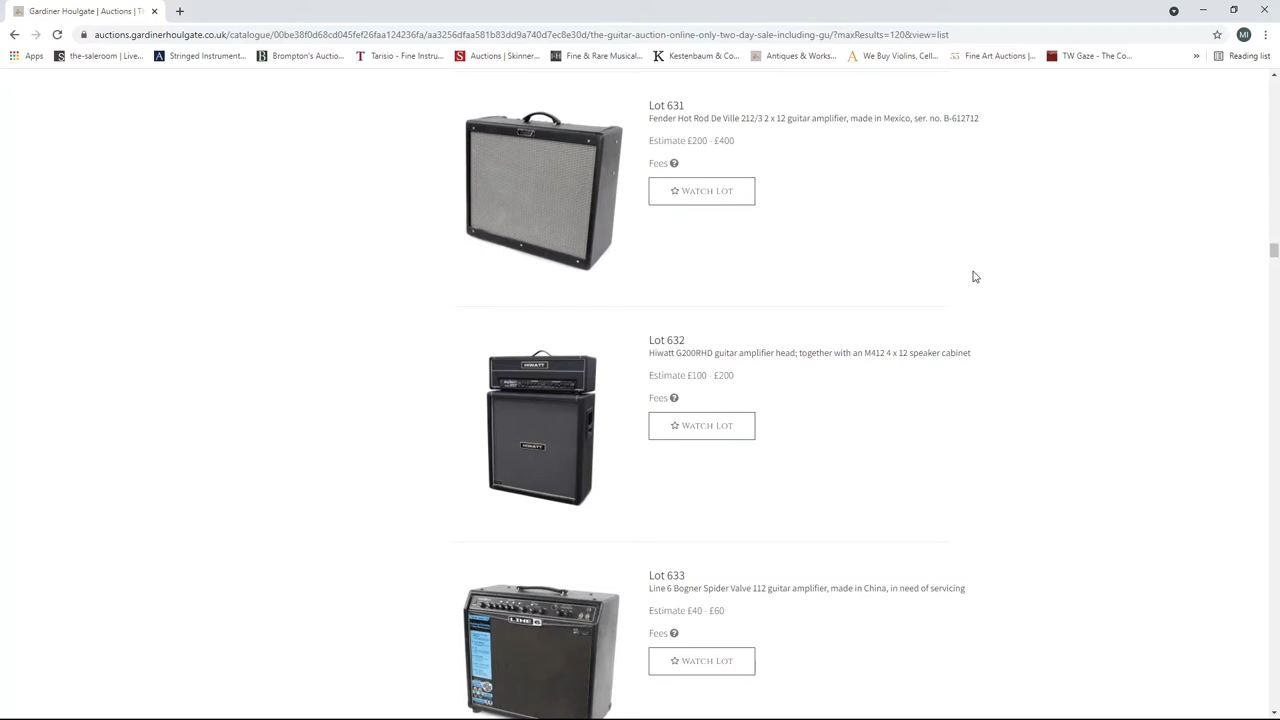 Gardiner Houlgate | Auctions | Th
auctions.gardinerhoulgate.co.uk/catalogue/00be38f0d68cd045fef26faa124236fa/aa3256dfaa581b83dd9a740d7ec8e30d/the-guitar-auction-online-only-two-day-sale-including-gu/?maxResults=120&view=list
MI
Apps the-saleroom | Live... Stringed Instrument... Brompton's Auctio... Tarisio - Fine Instru... Auctions | Skinner... Fine & Rare Musical... Kestenbaum & Co... Antiques & Works... We Buy Violins, Cell... Fine Art Auctions |... TW Gaze - The Co... » Reading list
Lot 631
Fender Hot Rod De Ville 212/3 2 x 12 guitar amplifier, made in Mexico, ser. no. B-612712
Estimate £200 - £400
Fees
WATCH LOT
Lot 632
Hiwatt G200RHD guitar amplifier head; together with an M412 4 x 12 speaker cabinet
Estimate £100 - £200
Fees
WATCH LOT
HIWATT
HIWATT
Lot 633
Line 6 Bogner Spider Valve 112 guitar amplifier, made in China, in need of servicing
Estimate £40 - £60
Fees
WATCH LOT
LINE 6